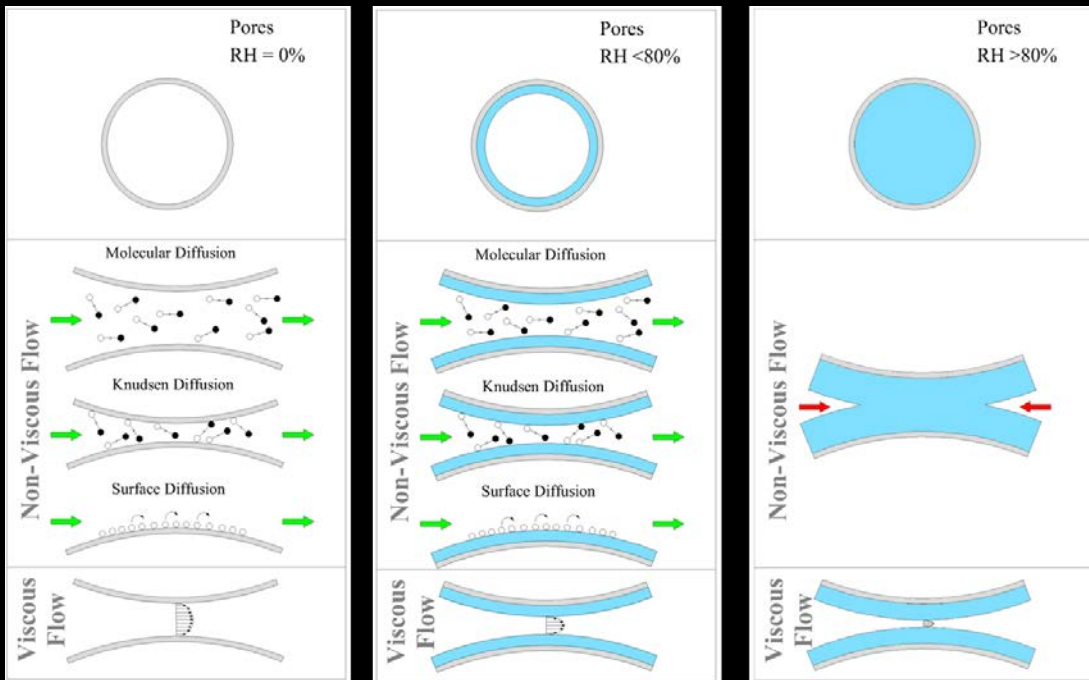 Pores
RH = 0%
Molecular Diffusion
Knudsen Diffusion
Surface Diffusion
Non-Viscous Flow
Viscous
Flow
Pores
RH <80%
Molecular Diffusion
Knudsen Diffusion
Surface Diffusion
Non-Viscous Flow
Viscous
Flow
Pores
RH >80%
Non-Viscous Flow
Viscous
Flow